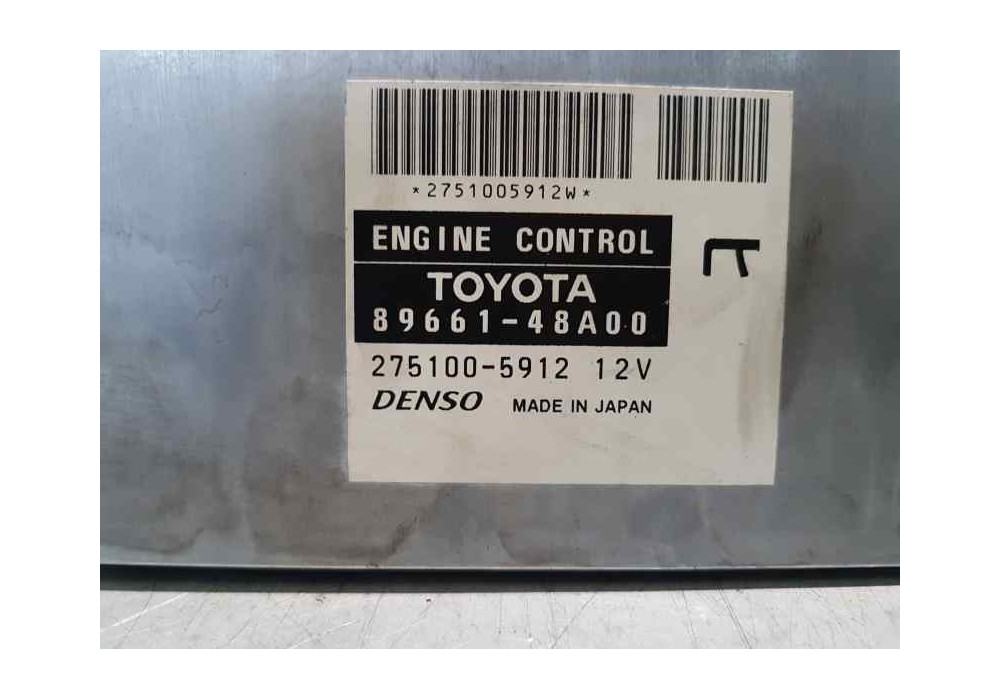 *2751005912W*
ENGINE CONTROL
TOYOTA
89661-48A00
275100-5912 12V
DENSO MADE IN JAPAN